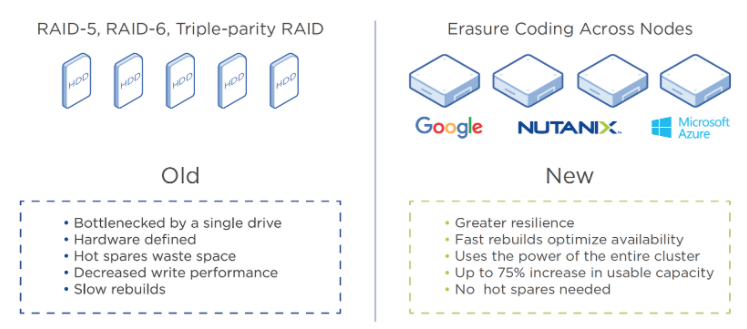 RAID-5, RAID-6, Triple-parity RAID
HDD HDD HDD HDD HDD
Old
• Bottlenecked by a single drive
• Hardware defined
• Hot spares waste space
• Decreased write performance
• Slow rebuilds
Erasure Coding Across Nodes
Google NUTANIX™ Microsoft
Azure
New
• Greater resilience
• Fast rebuilds optimize availability
• Uses the power of the entire cluster
• Up to 75% increase in usable capacity
• No hot spares needed